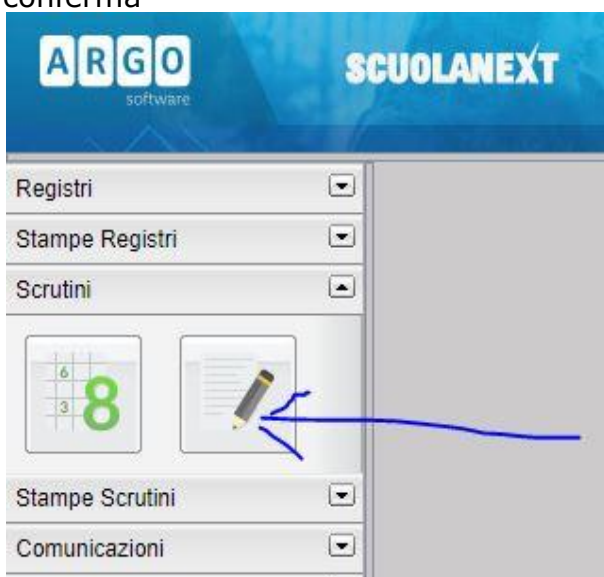 conferma
ARGO SCUOLANEXT
software
Registri
Stampe Registri
Scrutini
6
3 8
Stampe Scrutini
Comunicazioni